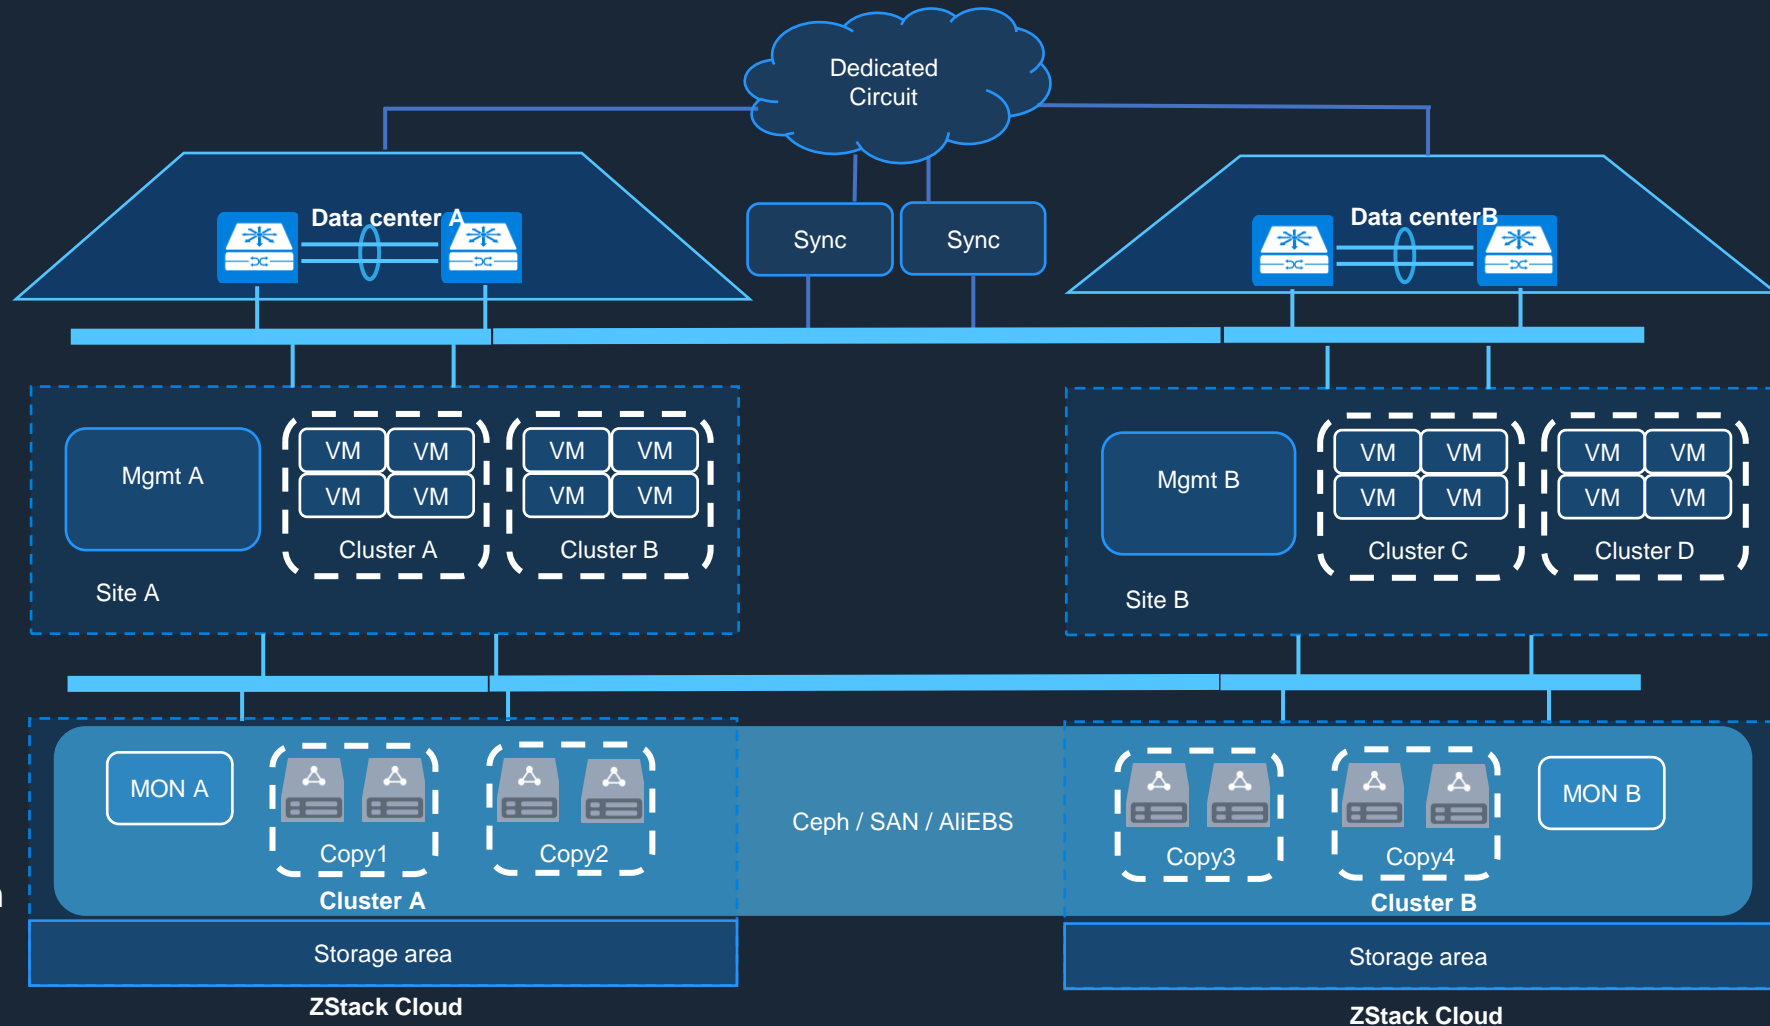 Dedicated
Circuit
Data center A
Sync
Sync
Data centerB
Mgmt A
VM
VM
VM
VM
Cluster A
VM
VM
VM
VM
Cluster B
Site A
Mgmt B
VM
VM
VM
VM
Cluster C
VM
VM
VM
VM
Cluster D
Site B
MON A
Copy1
Copy2
Cluster A
Ceph / SAN / AliEBS
Copy3
Copy4
MON B
Cluster B
Storage area
Storage area
ZStack Cloud
ZStack Cloud